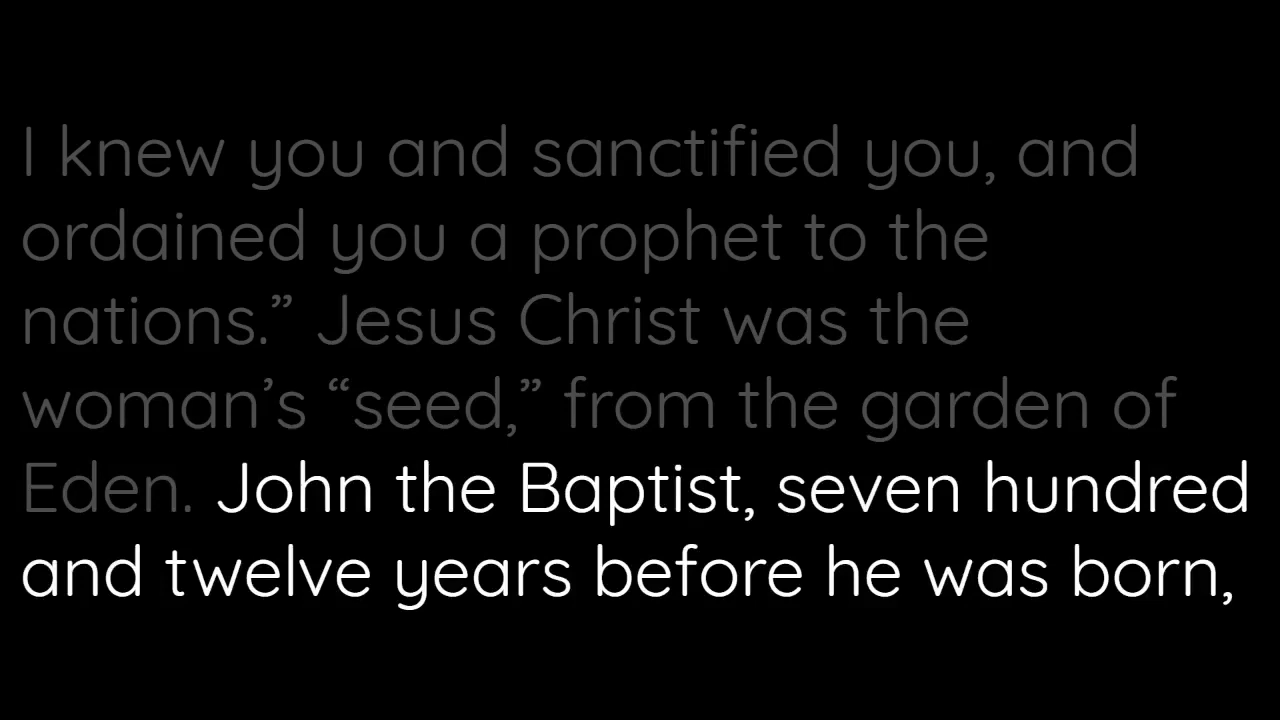 I knew you and sanctified you, and
ordained you a prophet to the
nations.” Jesus Christ was the
woman’s “seed,” from the garden of
Eden. John the Baptist, seven hundred
and twelve years before he was born,